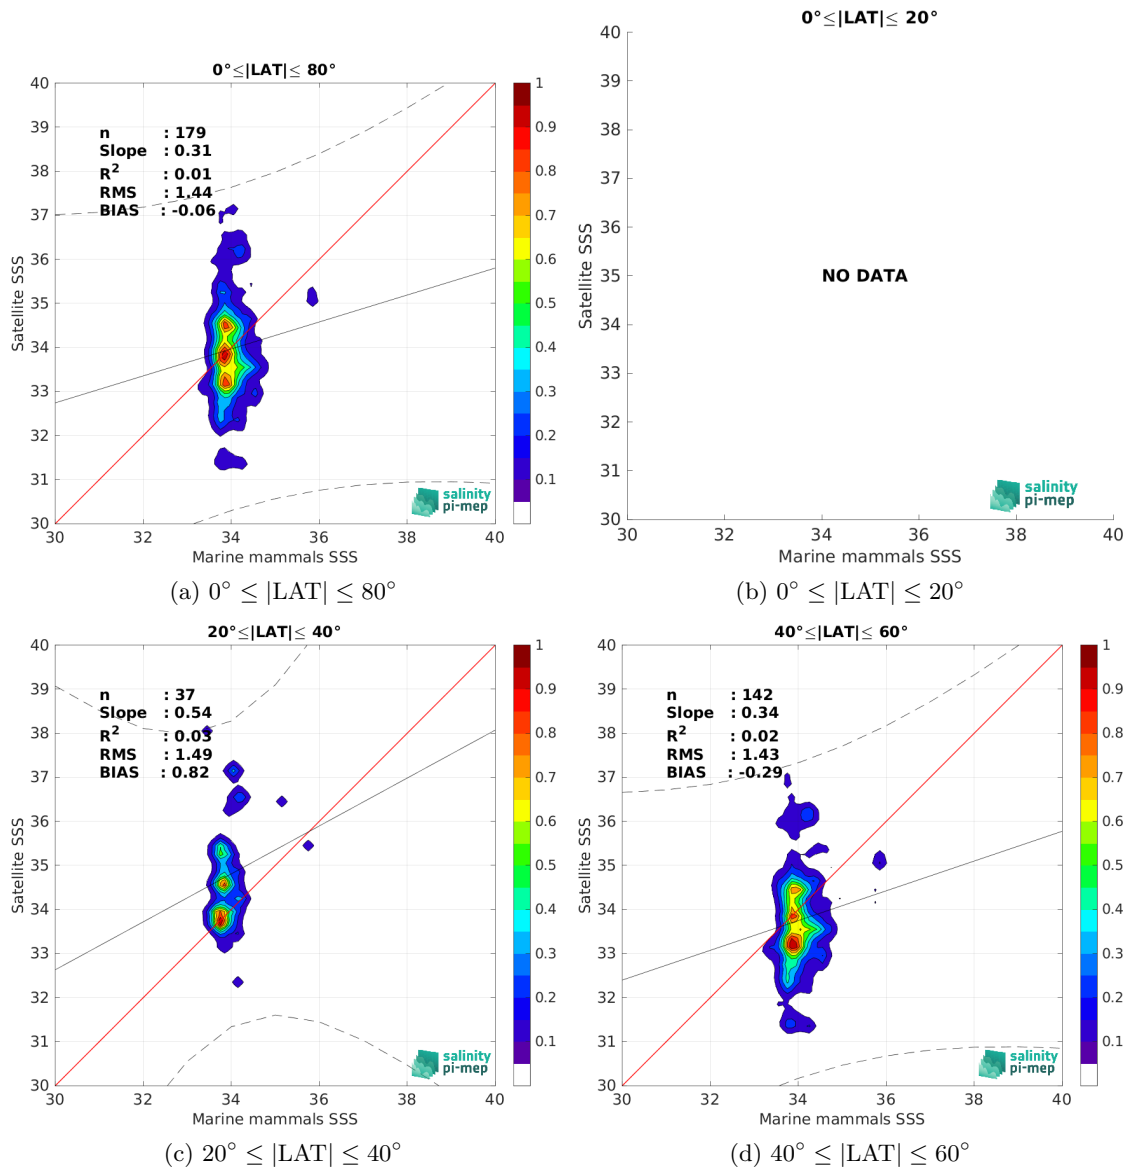 0°≤|LAT|≤ 80°
40
39
38
37
36
35
34
33
32
31
30
Satellite SSS
n : 179
Slope : 0.31
R² : 0.01
RMS : 1.44
BIAS : -0.06
salinity
pi-mep
30 32 34 36 38 40
Marine mammals SSS
1
0.9
0.8
0.7
0.6
0.5
0.4
0.3
0.2
0.1
(a) 0° ≤ |LAT| ≤ 80°
0°≤|LAT|≤ 20°
40
39
38
37
36
35
34
33
32
31
30
Satellite SSS
NO DATA
salinity
pi-mep
30 32 34 36 38 40
Marine mammals SSS
(b) 0° ≤ |LAT| ≤ 20°
20°≤|LAT|≤ 40°
40
39
38
37
36
35
34
33
32
31
30
Satellite SSS
n : 37
Slope : 0.54
R² : 0.03
RMS : 1.49
BIAS : 0.82
salinity
pi-mep
30 32 34 36 38 40
Marine mammals SSS
1
0.9
0.8
0.7
0.6
0.5
0.4
0.3
0.2
0.1
(c) 20° ≤ |LAT| ≤ 40°
40°≤|LAT|≤ 60°
40
39
38
37
36
35
34
33
32
31
30
Satellite SSS
n : 142
Slope : 0.34
R² : 0.02
RMS : 1.43
BIAS : -0.29
salinity
pi-mep
30 32 34 36 38 40
Marine mammals SSS
1
0.9
0.8
0.7
0.6
0.5
0.4
0.3
0.2
0.1
(d) 40° ≤ |LAT| ≤ 60°